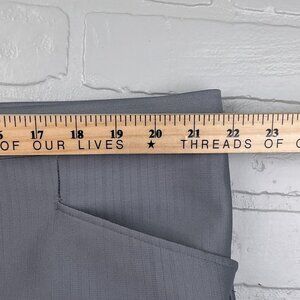 17 18 19 20 21 22 23
OF OUR LIVES ★ THREADS OF